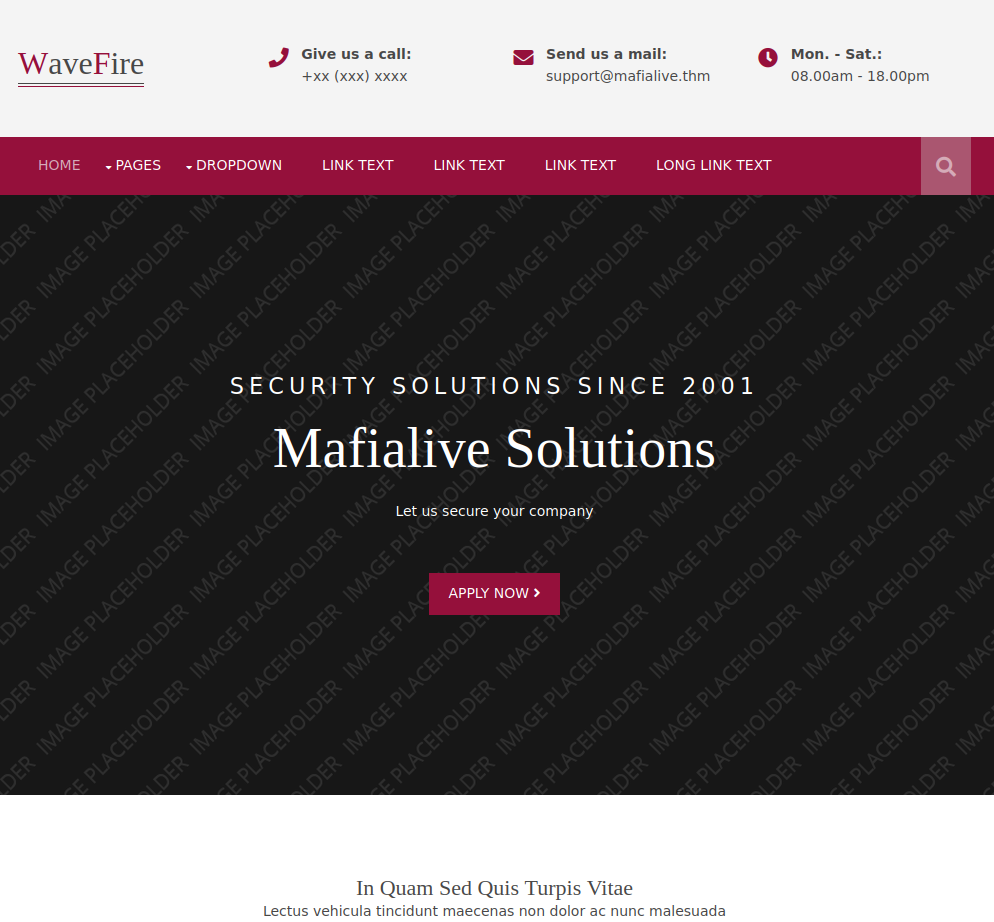 WaveFire
Give us a call:
+xx (xxx) xxxx
Send us a mail:
support@mafialive.thm
Mon. - Sat.:
08.00am - 18.00pm
HOME PAGES DROPDOWN LINK TEXT LINK TEXT LINK TEXT LONG LINK TEXT
IMAGE PLACEHOLDER
SECURITY SOLUTIONS SINCE 2001
Mafialive Solutions
Let us secure your company
APPLY NOW
In Quam Sed Quis Turpis Vitae
Lectus vehicula tincidunt maecenas non dolor ac nunc malesuada